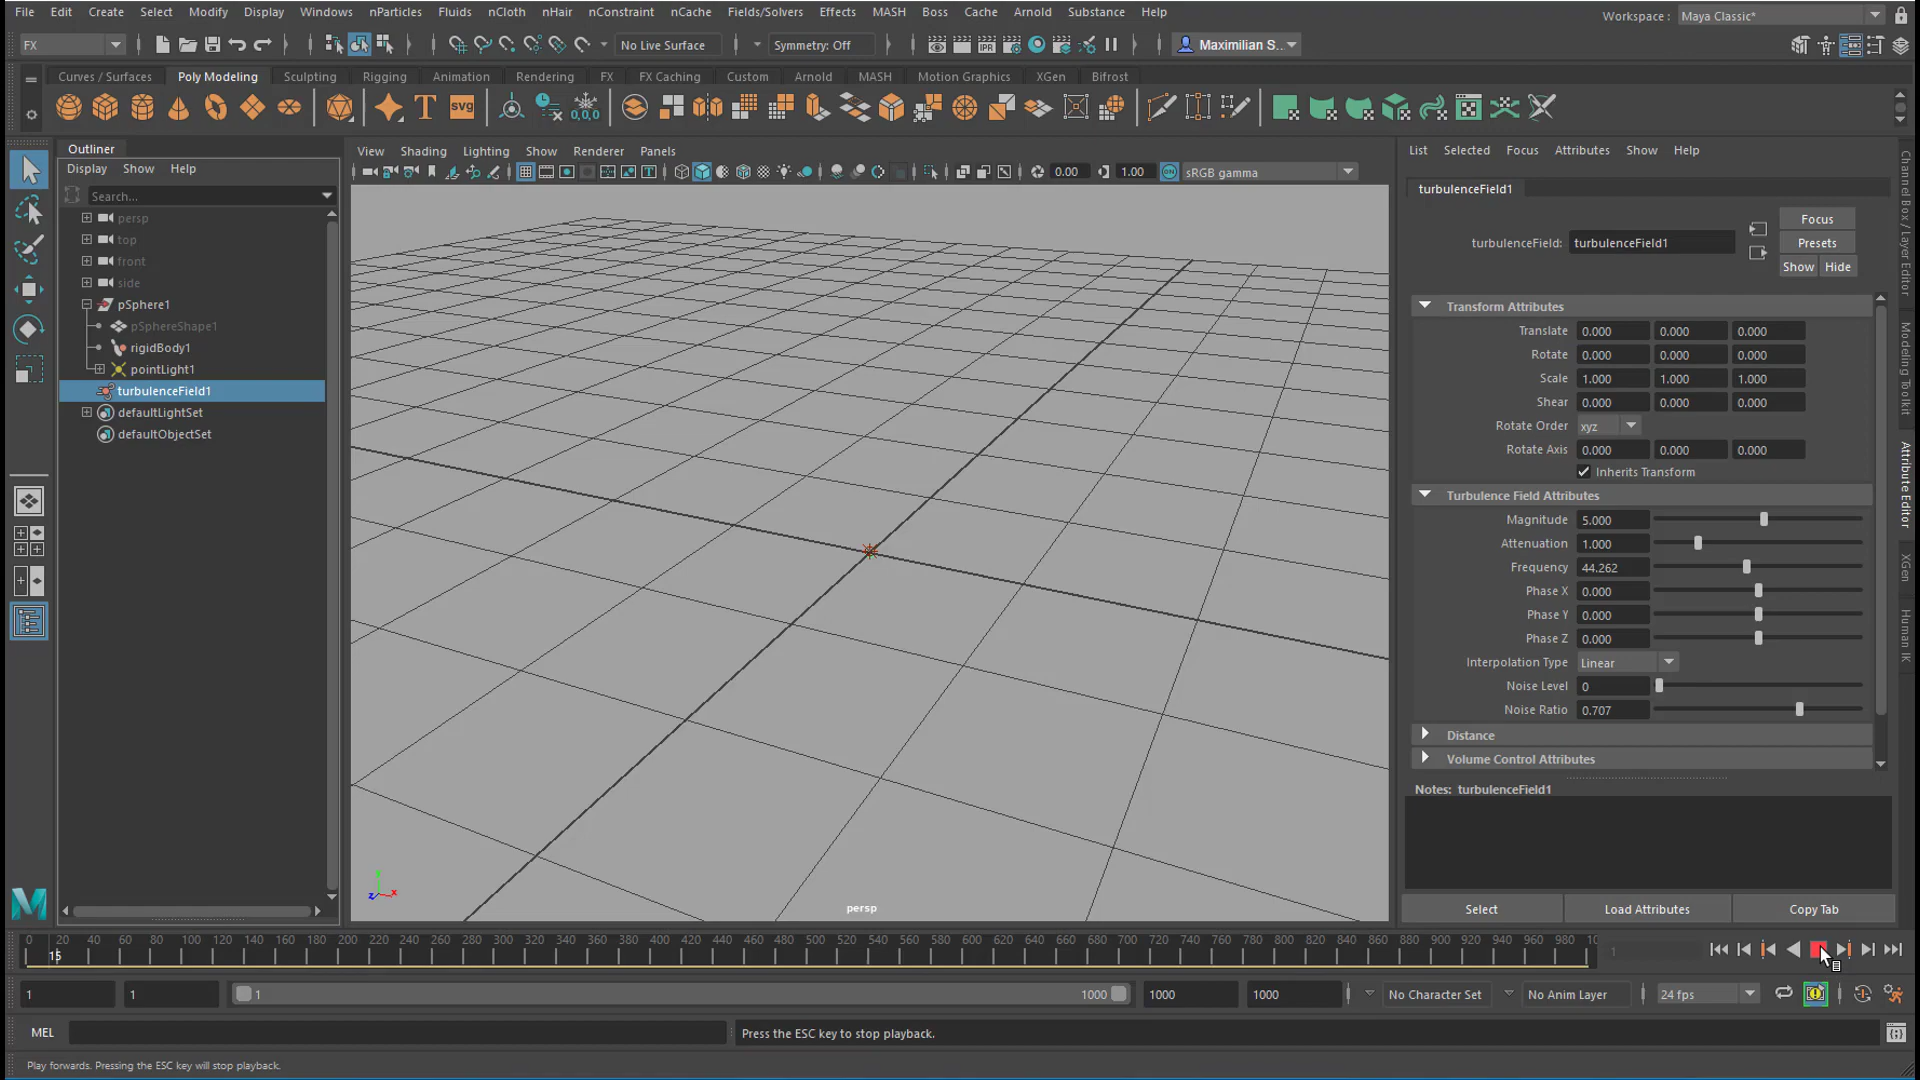 File Edit Create Select Modify Display Windows nParticles Fluids nCloth nHair nConstraint nCache Fields/Solvers Effects MASH Boss Cache Arnold Substance Help
Workspace : Maya Classic*
FX No Live Surface Symmetry: Off Maximilian S...
Curves / Surfaces Poly Modeling Sculpting Rigging Animation Rendering FX FX Caching Custom Arnold MASH Motion Graphics XGen Bifrost
T svg 0,0,0
Outliner
Display Show Help
Search...
persp
top
front
side
pSphere1
pSphereShape1
rigidBody1
pointLight1
turbulenceField1
defaultLightSet
defaultObjectSet
View Shading Lighting Show Renderer Panels
IPR
0.00 1.00 ON sRGB gamma
persp
y
z x
List Selected Focus Attributes Show Help
turbulenceField1
turbulenceField: turbulenceField1
Focus
Presets
Show Hide
Transform Attributes
Translate 0.000 0.000 0.000
Rotate 0.000 0.000 0.000
Scale 1.000 1.000 1.000
Shear 0.000 0.000 0.000
Rotate Order xyz
Rotate Axis 0.000 0.000 0.000
Inherits Transform
Turbulence Field Attributes
Magnitude 5.000
Attenuation 1.000
Frequency 44.262
Phase X 0.000
Phase Y 0.000
Phase Z 0.000
Interpolation Type Linear
Noise Level 0
Noise Ratio 0.707
Distance
Volume Control Attributes
Notes: turbulenceField1
Select Load Attributes Copy Tab
Channel Box / Layer Editor
Modeling Toolkit
Attribute Editor
XGen
Human IK
0 20 40 60 80 100 120 140 160 180 200 220 240 260 280 300 320 340 360 380 400 420 440 460 480 500 520 540 560 580 600 620 640 660 680 700 720 740 760 780 800 820 840 860 880 900 920 940 960 980
15
1
1 1 1 1000 1000 1000 No Character Set No Anim Layer 24 fps
MEL Press the ESC key to stop playback.
Play forwards. Pressing the ESC key will stop playback.